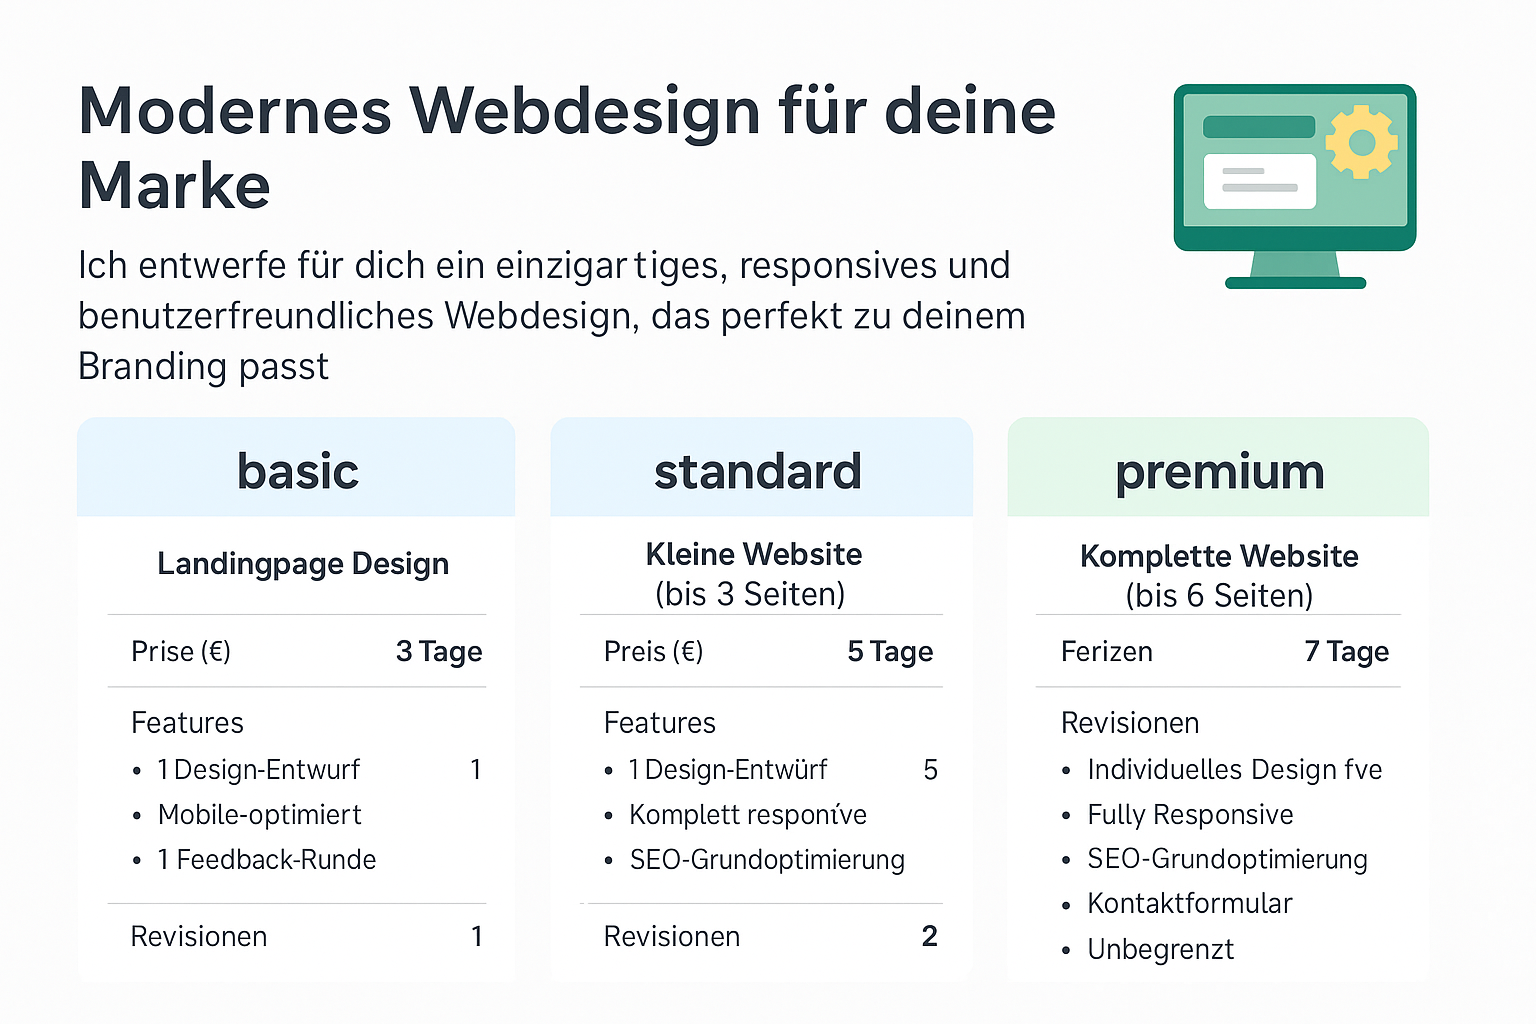 Modernes Webdesign für deine
Marke
Ich entwerfe für dich ein einzigartiges, responsives und
benutzerfreundliches Webdesign, das perfekt zu deinem
Branding passt
basic
Landingpage Design
Prise (€) 3 Tage
Features
• 1 Design-Entwurf 1
• Mobile-optimiert
• 1 Feedback-Runde
Revisionen 1
standard
Kleine Website
(bis 3 Seiten)
Preis (€) 5 Tage
Features
• 1 Design-Entwürf 5
• Komplett responíve
• SEO-Grundoptimierung
Revisionen 2
premium
Komplette Website
(bis 6 Seiten)
Ferizen 7 Tage
Revisionen
• Individuelles Design fve
• Fully Responsive
• SEO-Grundoptimierung
• Kontaktformular
• Unbegrenzt